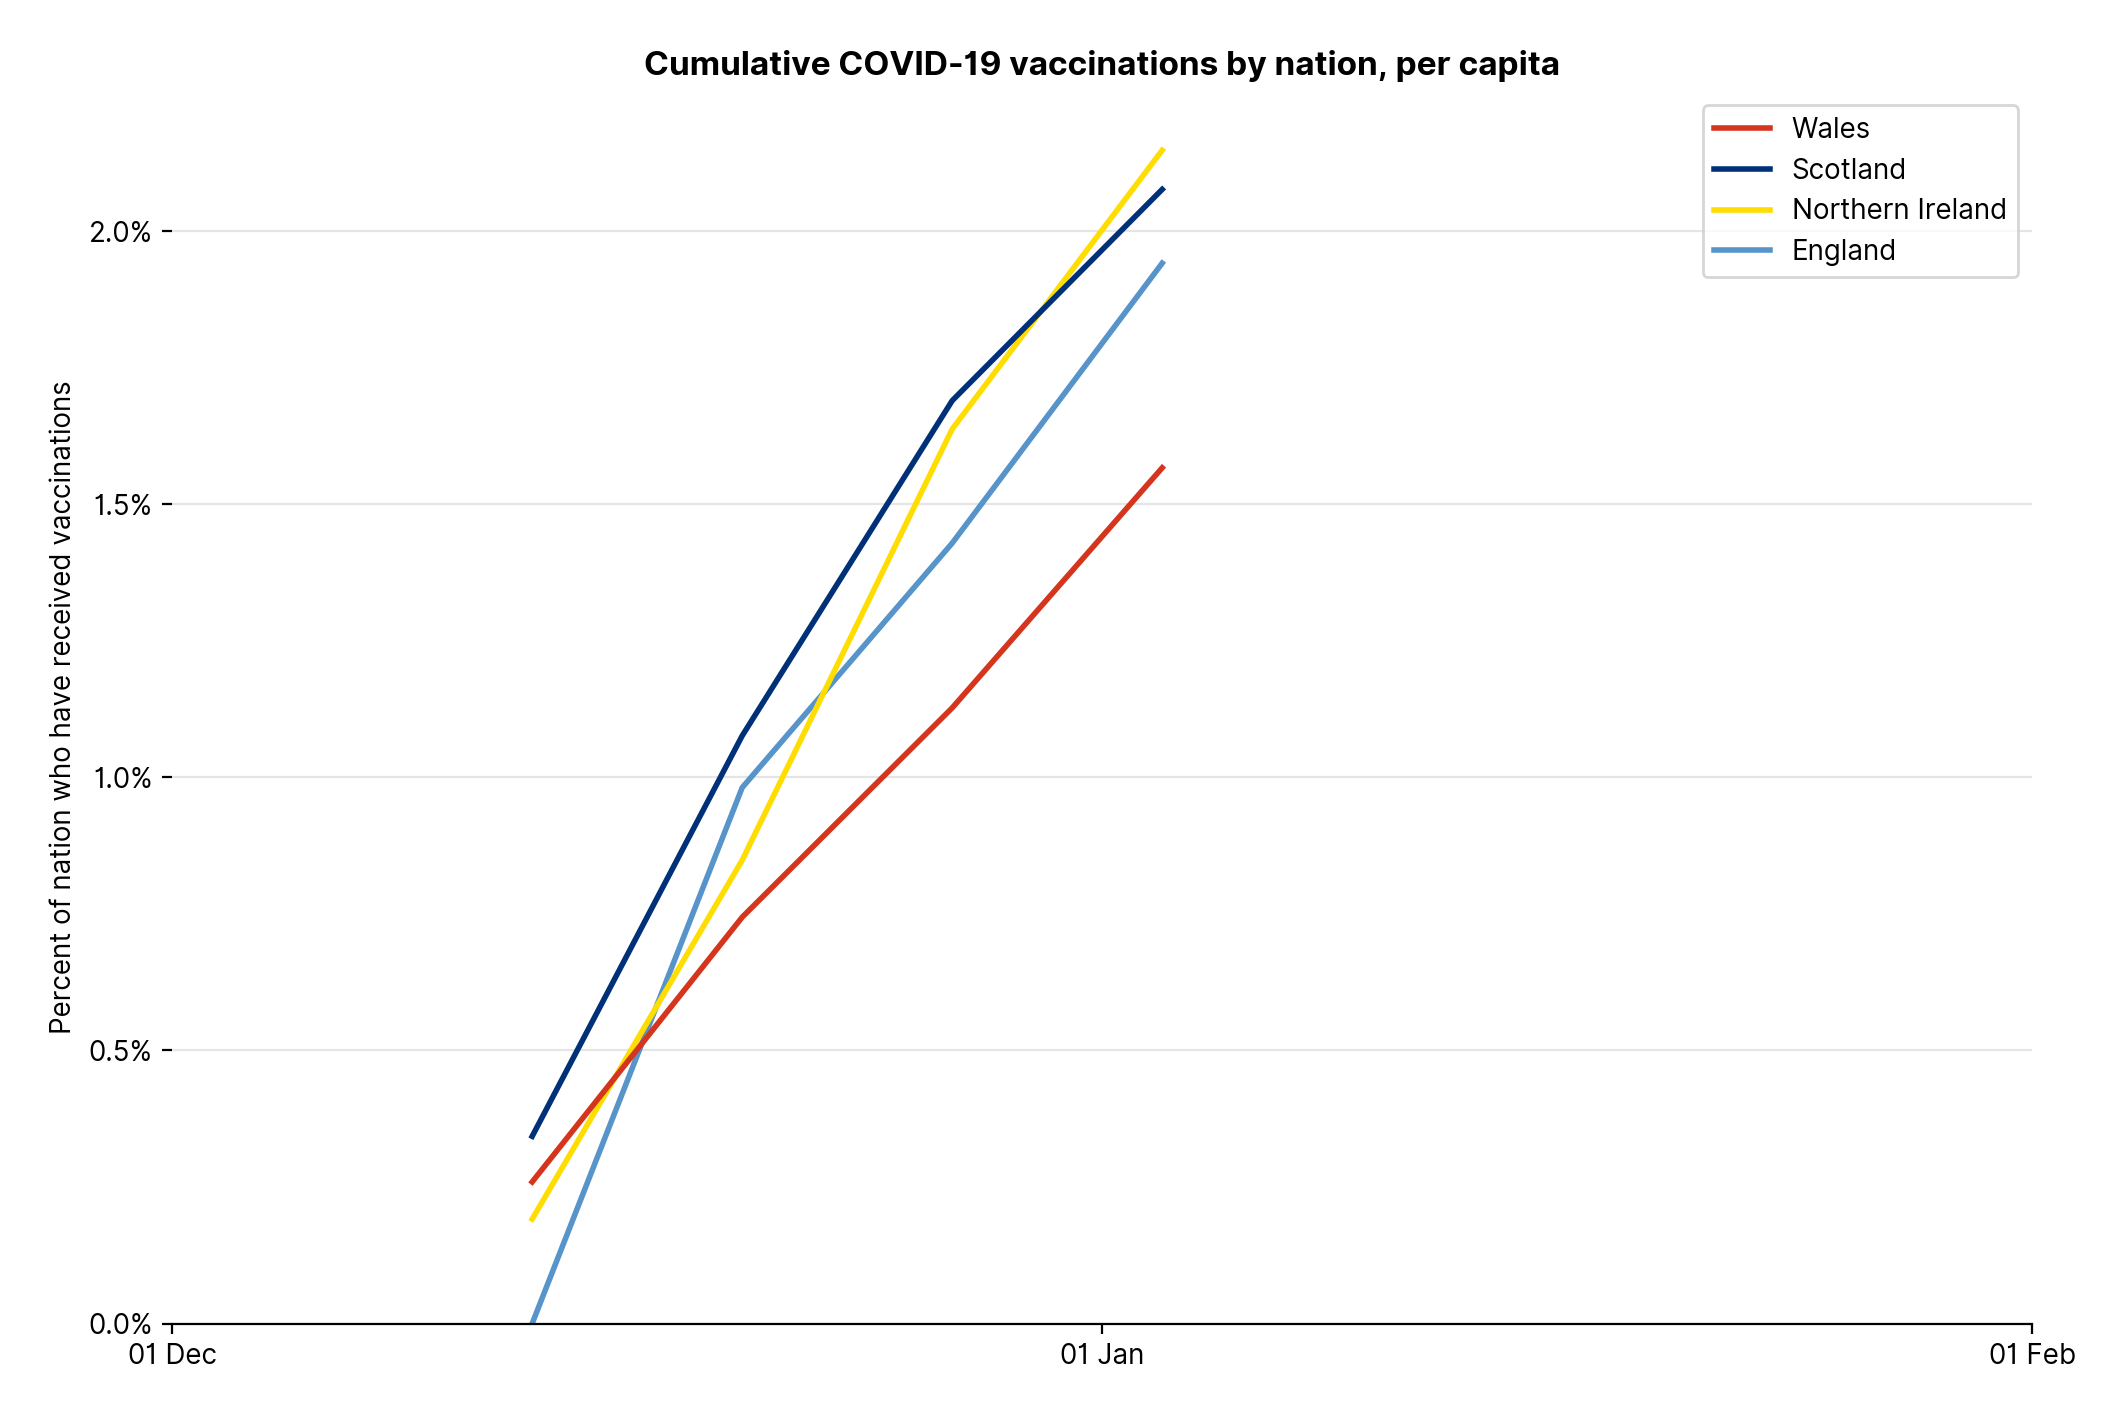 Cumulative COVID-19 vaccinations by nation, per capita
Wales
Scotland
Northern Ireland
England
Percent of nation who have received vaccinations
2.0%
1.5%
1.0%
0.5%
0.0%
01 Dec
01 Jan
01 Feb